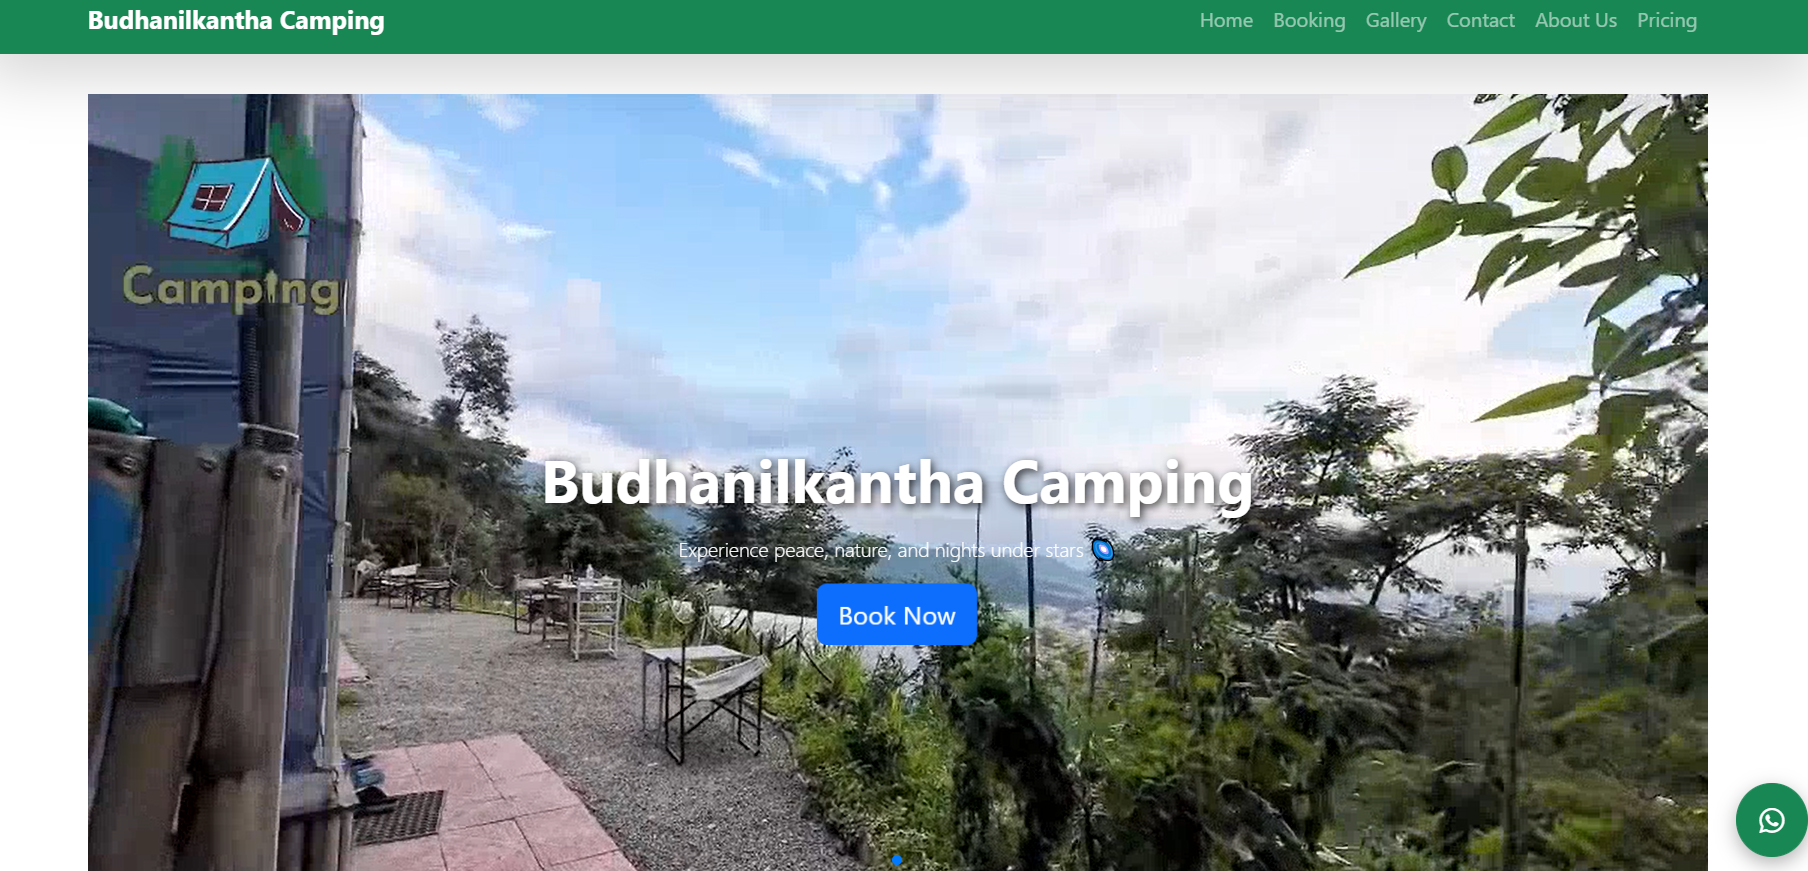 Budhanilkantha Camping
Home Booking Gallery Contact About Us Pricing
Camping
Budhanilkantha Camping
Experience peace, nature, and nights under stars
Book Now